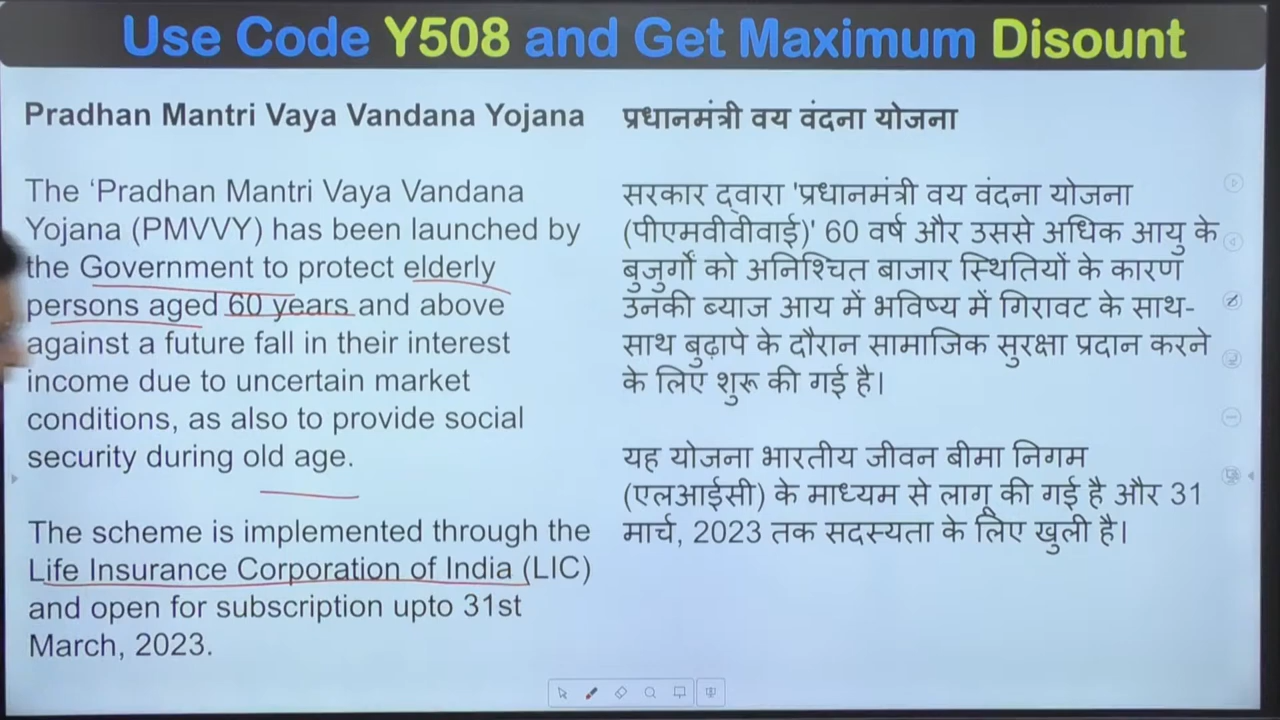 Use Code Y508 and Get Maximum Disount
Pradhan Mantri Vaya Vandana Yojana
The ‘Pradhan Mantri Vaya Vandana
Yojana (PMVVY) has been launched by
the Government to protect elderly
persons aged 60 years and above
against a future fall in their interest
income due to uncertain market
conditions, as also to provide social
security during old age.
The scheme is implemented through the
Life Insurance Corporation of India (LIC)
and open for subscription upto 31st
March, 2023.
प्रधानमंत्री वय वंदना योजना
सरकार द्वारा 'प्रधानमंत्री वय वंदना योजना
(पीएमवीवीवाई)' 60 वर्ष और उससे अधिक आयु के
बुजुर्गों को अनिश्चित बाजार स्थितियों के कारण
उनकी ब्याज आय में भविष्य में गिरावट के साथ-
साथ बुढ़ापे के दौरान सामाजिक सुरक्षा प्रदान करने
के लिए शुरू की गई है।
यह योजना भारतीय जीवन बीमा निगम
(एलआईसी) के माध्यम से लागू की गई है और 31
मार्च, 2023 तक सदस्यता के लिए खुली है।